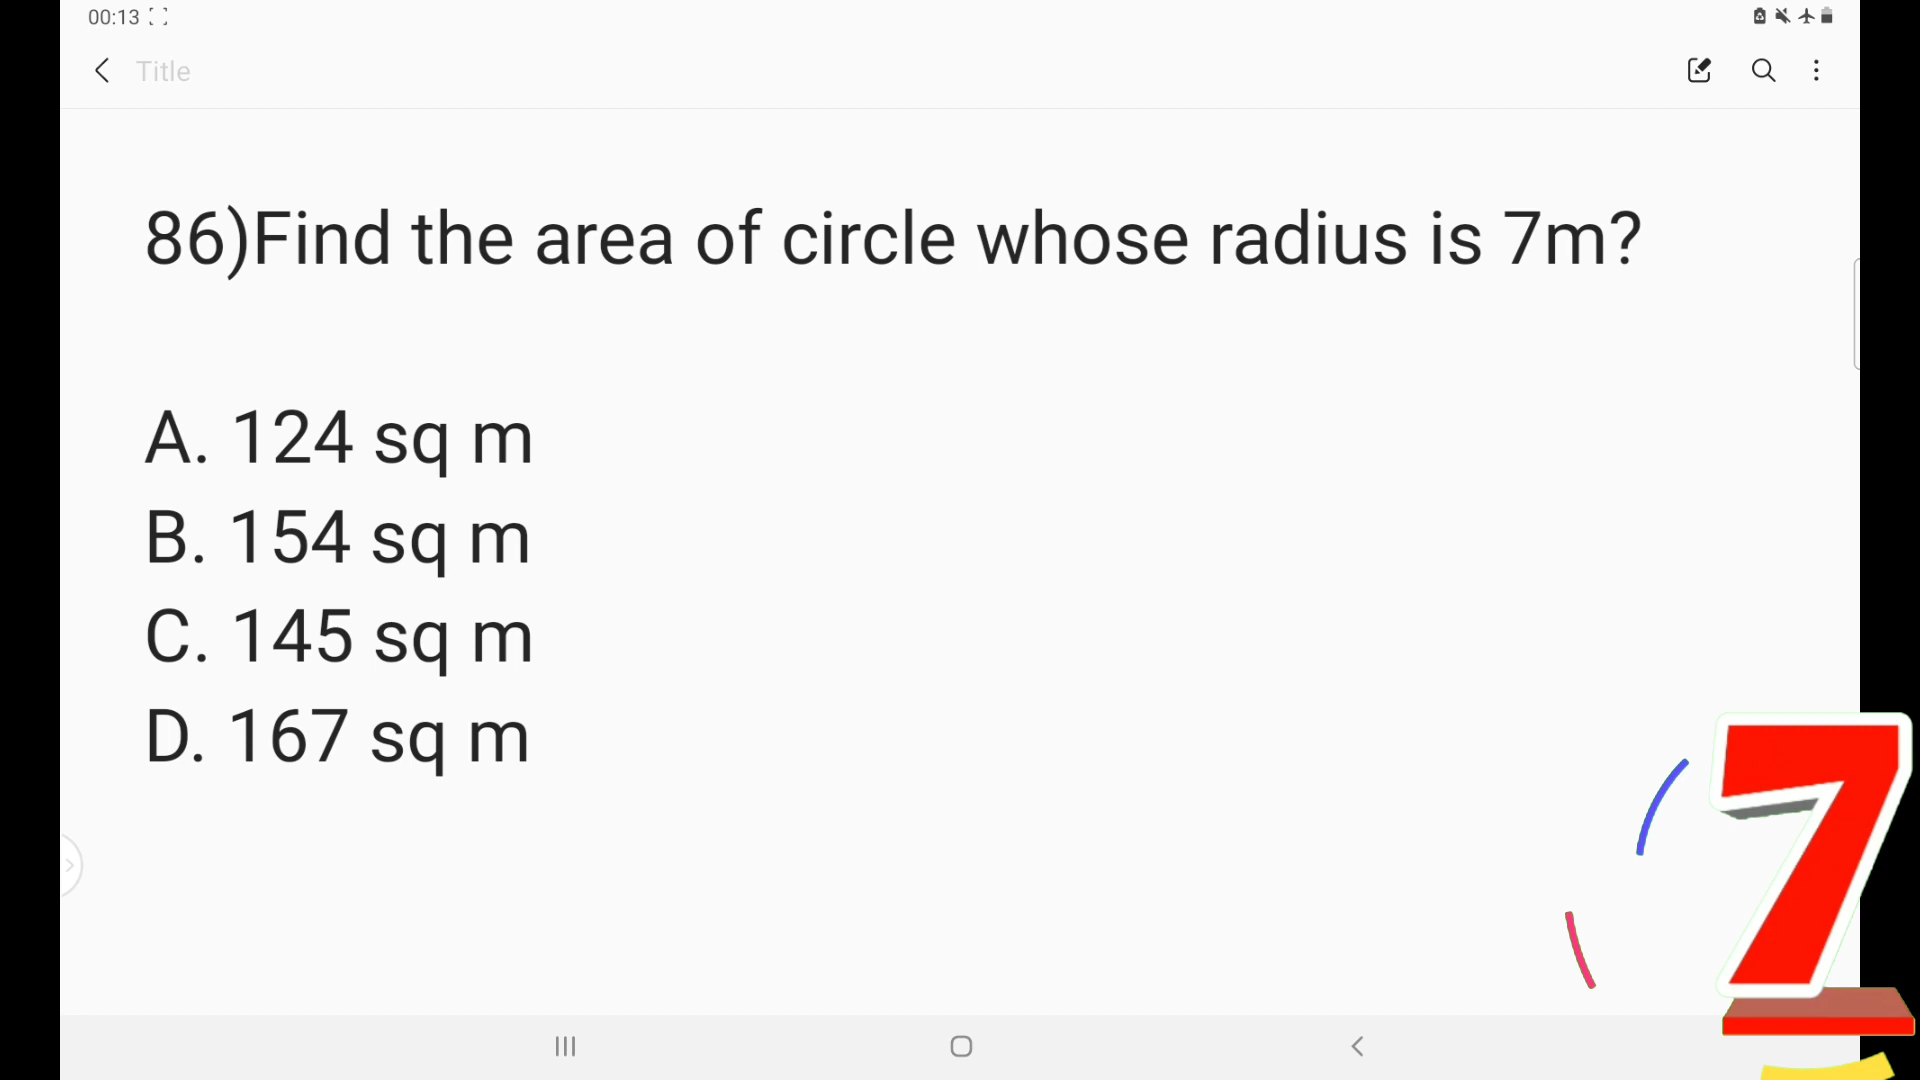 00:13
Title
86)Find the area of circle whose radius is 7m?
A. 124 sq m
B. 154 sq m
C. 145 sq m
D. 167 sq m
7